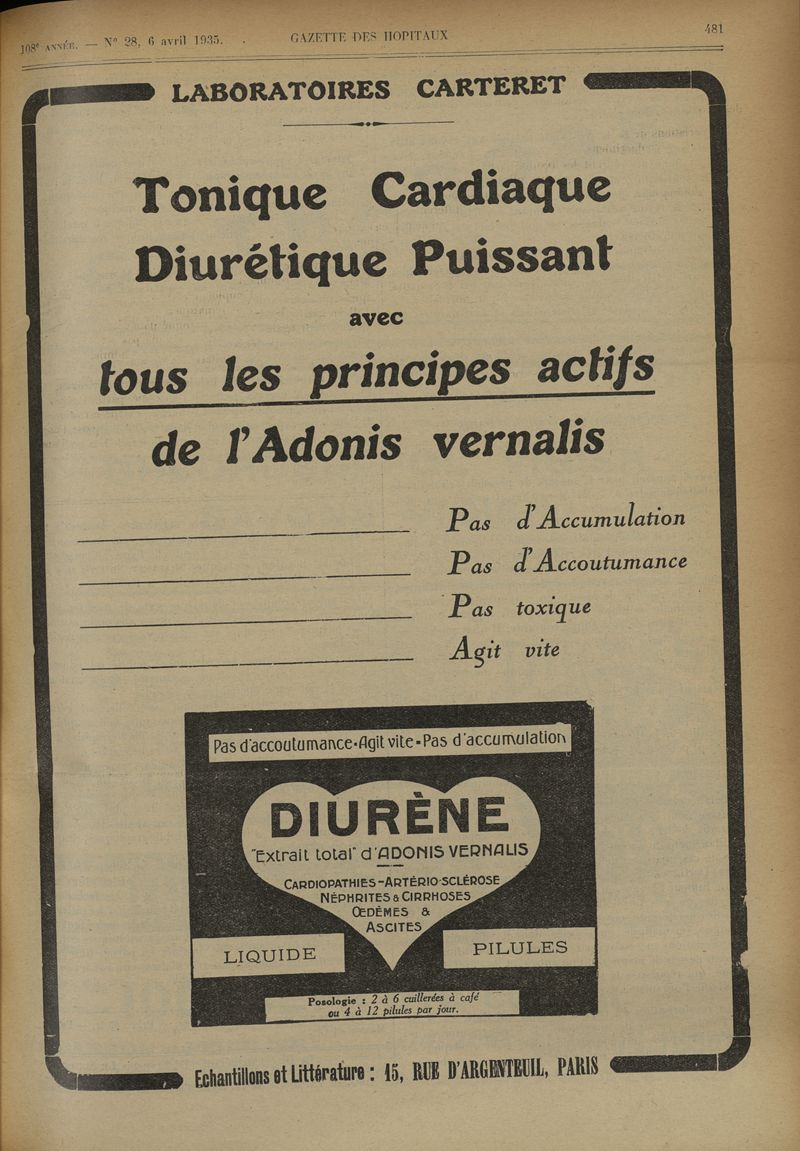 108e ANNÉE. — N° 28, 6 avril 1935. GAZETTE DES HOPITAUX 481
LABORATOIRES CARTERET
Tonique Cardiaque
Diurétique Puissant
avec
tous les principes actifs
de l'Adonis vernalis
Pas d'Accumulation
Pas d'Accoutumance
Pas toxique
Agit vite
Pas d'accoutumance-Agit vite-Pas d'accumulation
DIURÈNE
"Extrait total" d'ADONIS VERNALIS
CARDIOPATHIES-ARTÉRIO-SCLÉROSE
NÉPHRITES & CIRRHOSES
ŒDÈMES &
ASCITES
LIQUIDE PILULES
Posologie : 2 à 6 cuillerées à café
ou 4 à 12 pilules par jour.
Echantillons et Littérature : 15, RUE D'ARGENTEUIL, PARIS